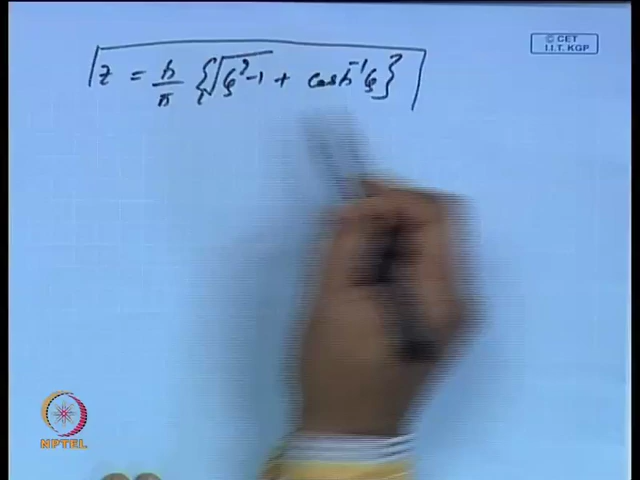 z = h/π {√(ζ²-1) + cosh⁻¹ζ}
© CET
I.I.T. KGP
NPTEL